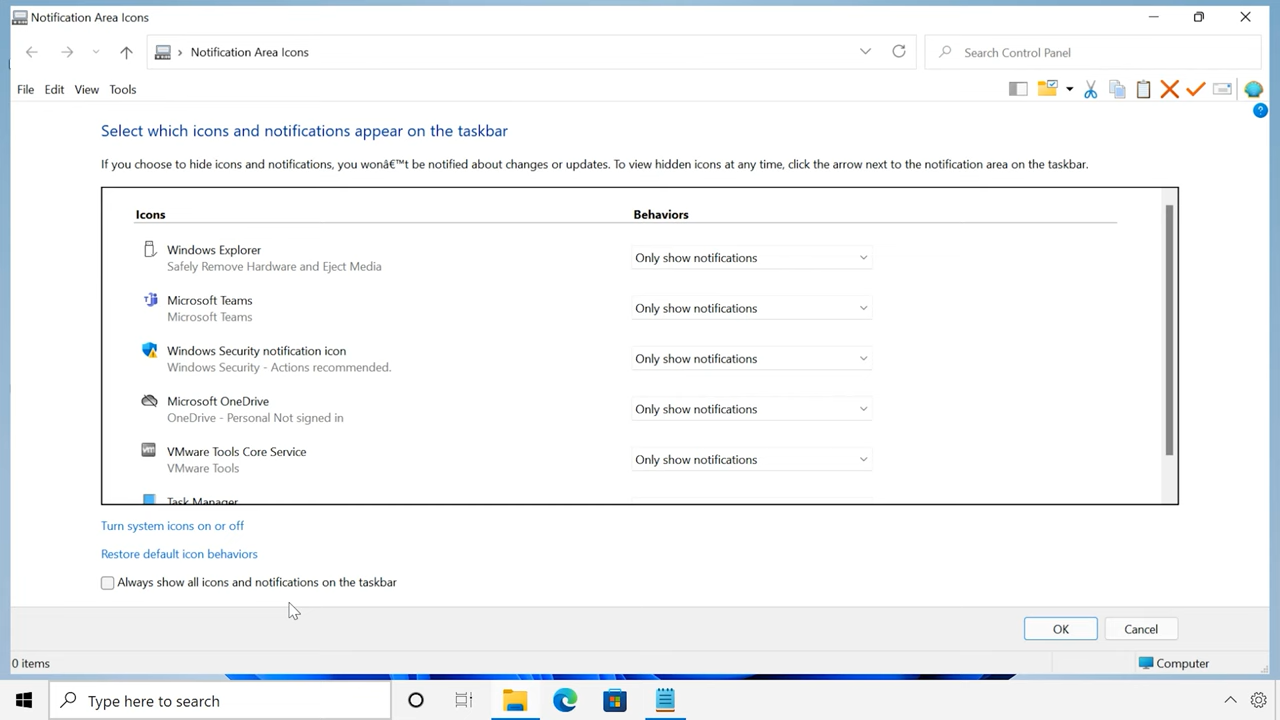 Notification Area Icons
Notification Area Icons
Search Control Panel
File Edit View Tools
Select which icons and notifications appear on the taskbar
If you choose to hide icons and notifications, you wonâ€™t be notified about changes or updates. To view hidden icons at any time, click the arrow next to the notification area on the taskbar.
Icons Behaviors
Windows Explorer
Safely Remove Hardware and Eject Media
Only show notifications
Microsoft Teams
Microsoft Teams
Only show notifications
Windows Security notification icon
Windows Security - Actions recommended.
Only show notifications
Microsoft OneDrive
OneDrive - Personal Not signed in
Only show notifications
VMware Tools Core Service
VMware Tools
Only show notifications
Task Manager
Turn system icons on or off
Restore default icon behaviors
Always show all icons and notifications on the taskbar
OK Cancel
0 items Computer
Type here to search